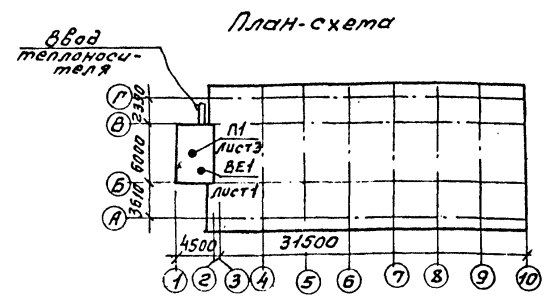 План-схема
Ввод
теплоноси-
теля
Г
2390
В
П1
лист3
6000
ВЕ1
Б
лист1
3610
А
4500
31500
1
2
3
4
5
6
7
8
9
10